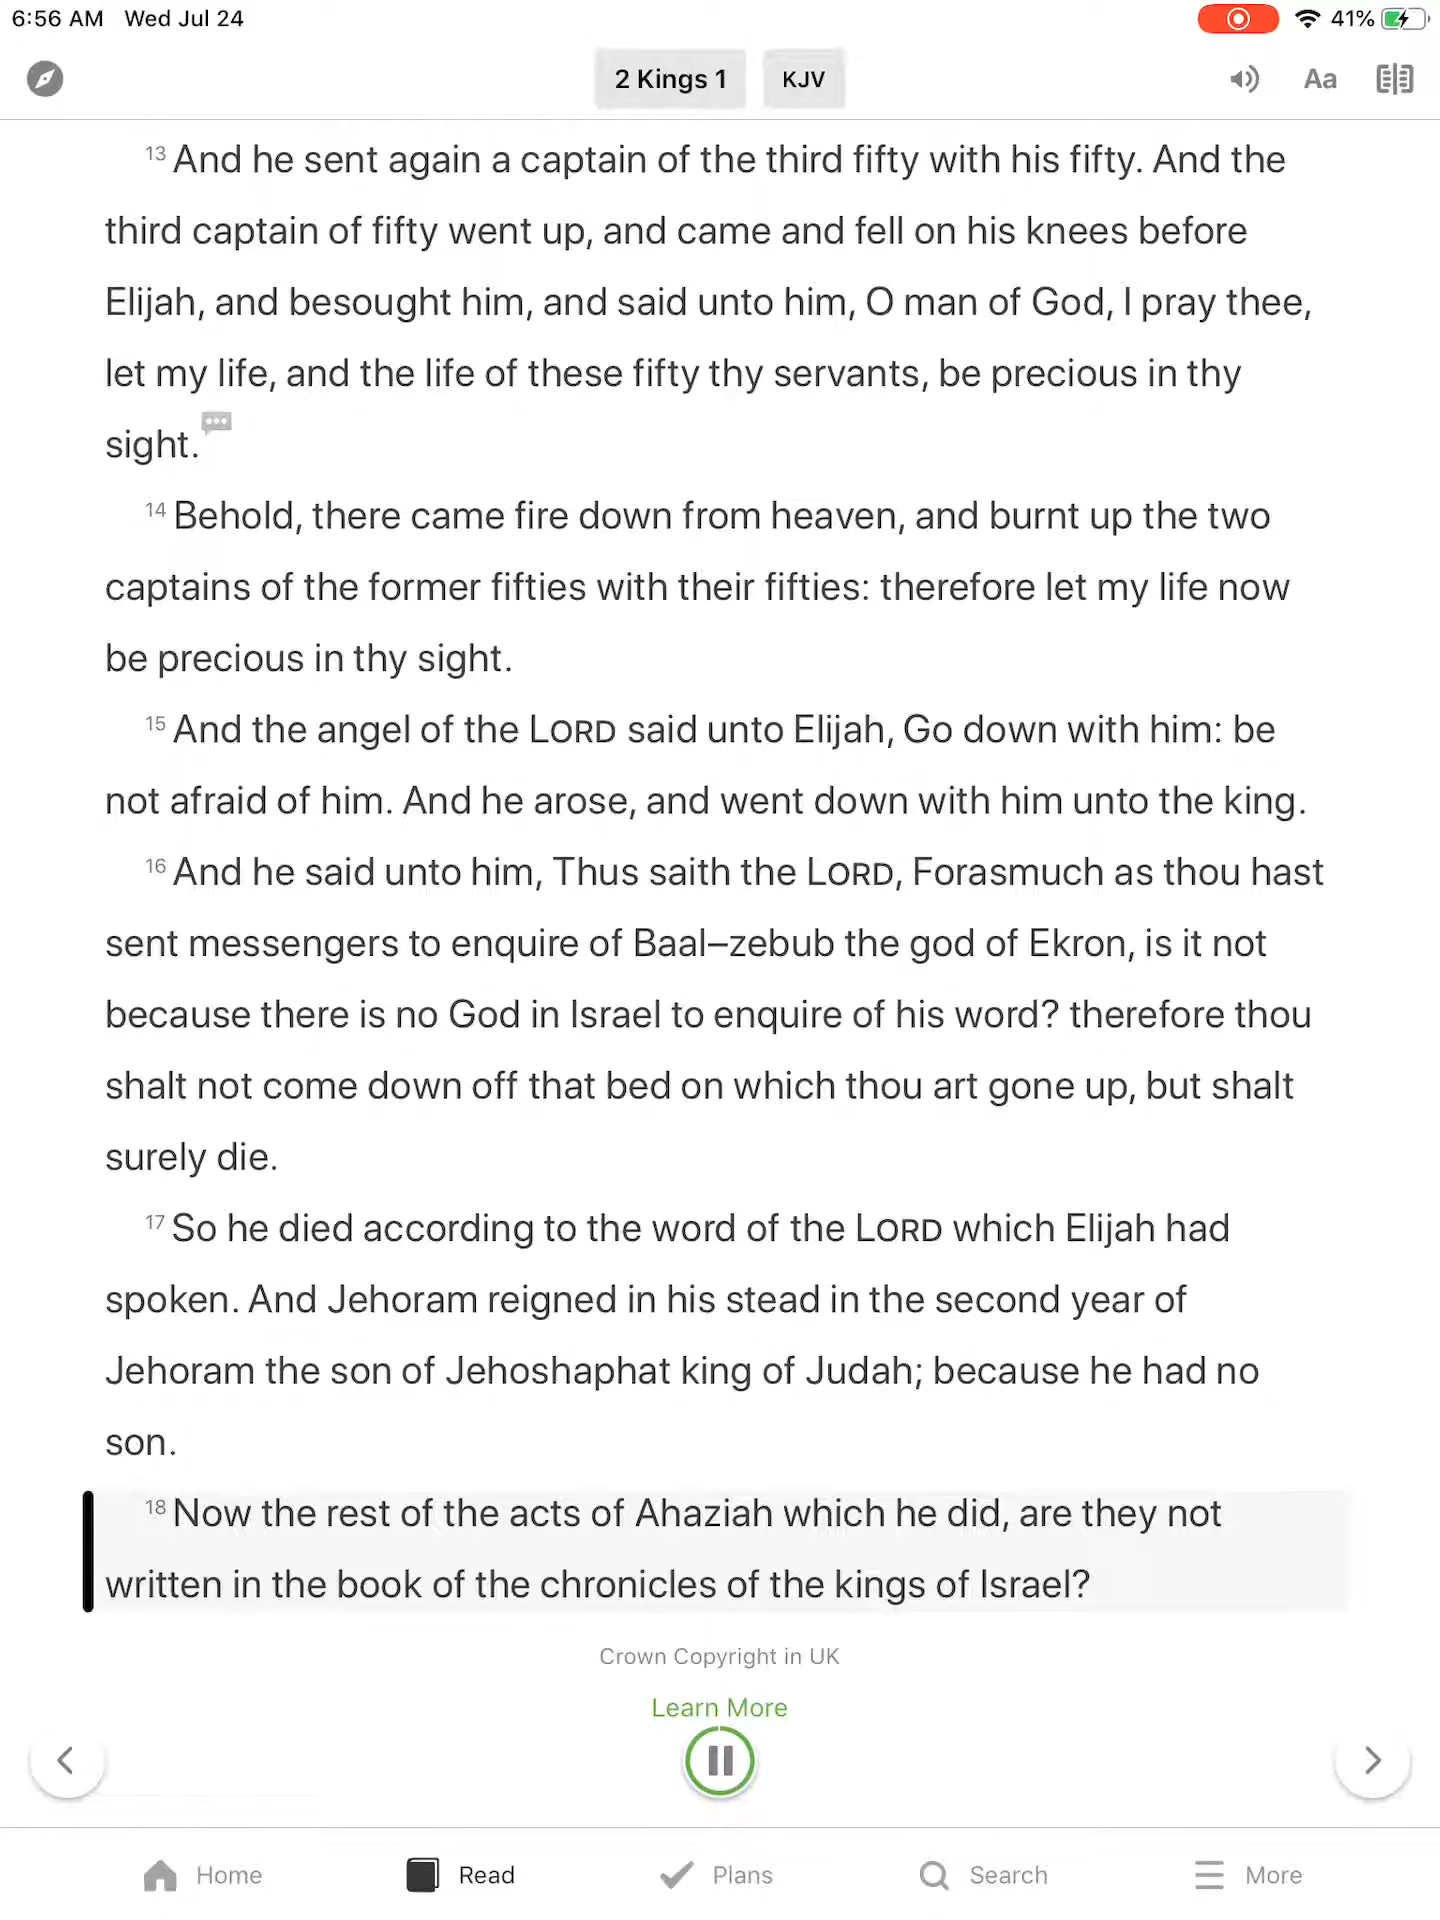 6:56 AM Wed Jul 24 41%
2 Kings 1 KJV Aa
13 And he sent again a captain of the third fifty with his fifty. And the
third captain of fifty went up, and came and fell on his knees before
Elijah, and besought him, and said unto him, O man of God, I pray thee,
let my life, and the life of these fifty thy servants, be precious in thy
sight.
14 Behold, there came fire down from heaven, and burnt up the two
captains of the former fifties with their fifties: therefore let my life now
be precious in thy sight.
15 And the angel of the LORD said unto Elijah, Go down with him: be
not afraid of him. And he arose, and went down with him unto the king.
16 And he said unto him, Thus saith the LORD, Forasmuch as thou hast
sent messengers to enquire of Baal–zebub the god of Ekron, is it not
because there is no God in Israel to enquire of his word? therefore thou
shalt not come down off that bed on which thou art gone up, but shalt
surely die.
17 So he died according to the word of the LORD which Elijah had
spoken. And Jehoram reigned in his stead in the second year of
Jehoram the son of Jehoshaphat king of Judah; because he had no
son.
18 Now the rest of the acts of Ahaziah which he did, are they not
written in the book of the chronicles of the kings of Israel?
Crown Copyright in UK
Learn More
Home Read Plans Search More